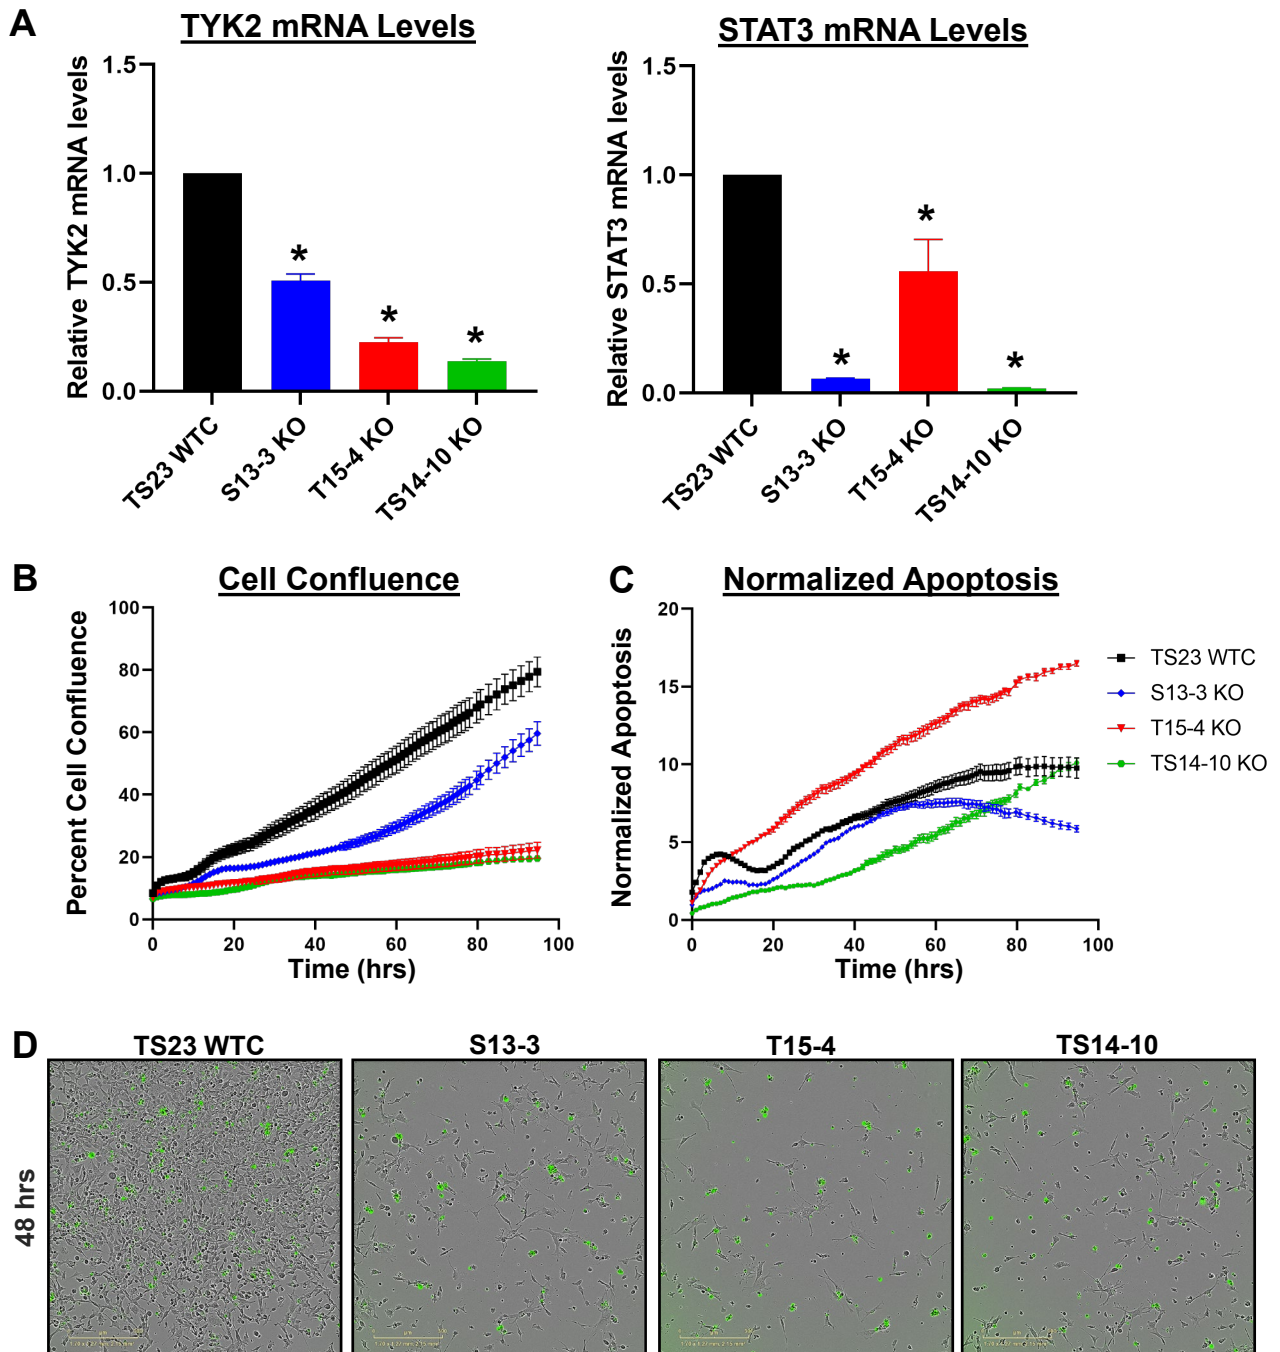 A
TYK2 mRNA Levels
Relative TYK2 mRNA levels
1.5
1.0
0.5
0.0
*
*
*
TS23 WTC
S13-3 KO
T15-4 KO
TS14-10 KO
STAT3 mRNA Levels
Relative STAT3 mRNA levels
1.5
1.0
0.5
0.0
*
*
*
TS23 WTC
S13-3 KO
T15-4 KO
TS14-10 KO
B
Cell Confluence
Percent Cell Confluence
100
80
60
40
20
0
0 20 40 60 80 100
Time (hrs)
C
Normalized Apoptosis
Normalized Apoptosis
20
15
10
5
0
0 20 40 60 80 100
Time (hrs)
TS23 WTC
S13-3 KO
T15-4 KO
TS14-10 KO
D
TS23 WTC
S13-3
T15-4
TS14-10
48 hrs